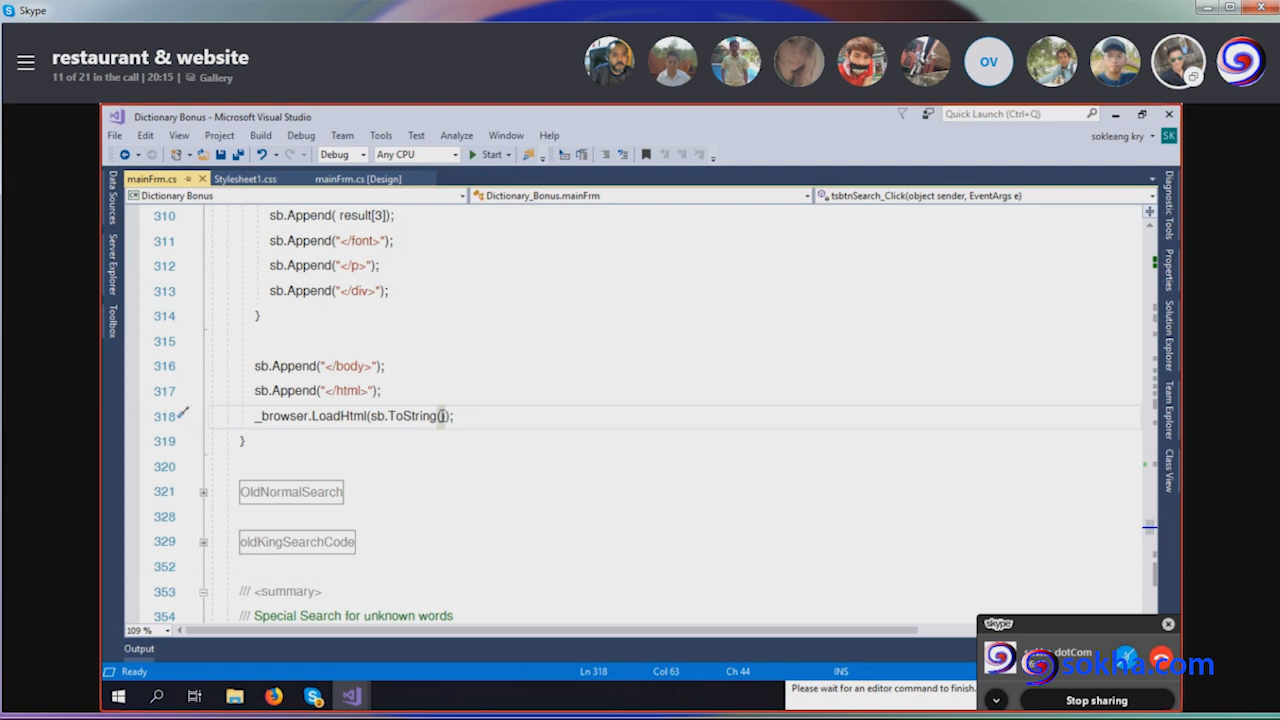 Skype
restaurant & website
11 of 21 in the call | 20:15 | Gallery
OV
Dictionary Bonus - Microsoft Visual Studio
Quick Launch (Ctrl+Q)
File Edit View Project Build Debug Team Tools Test Analyze Window Help
sokleang kry SK
Debug Any CPU Start
mainFrm.cs Stylesheet1.css mainFrm.cs [Design]
Dictionary Bonus Dictionary_Bonus.mainFrm tsbtnSearch_Click(object sender, EventArgs e)
Data Sources
Server Explorer
Toolbox
310 sb.Append( result[3]);
311 sb.Append("</font>");
312 sb.Append("</p>");
313 sb.Append("</div>");
314 }
315
316 sb.Append("</body>");
317 sb.Append("</html>");
318 _browser.LoadHtml(sb.ToString());
319 }
320
321 OldNormalSearch
328
329 oldKingSearchCode
352
353 /// <summary>
354 /// Special Search for unknown words
Diagnostic Tools
Properties
Solution Explorer
Team Explorer
Class View
109 %
Output
Ready Ln 318 Col 63 Ch 44 INS
Please wait for an editor command to finish.
skype
dotCom
sokha.com
Stop sharing